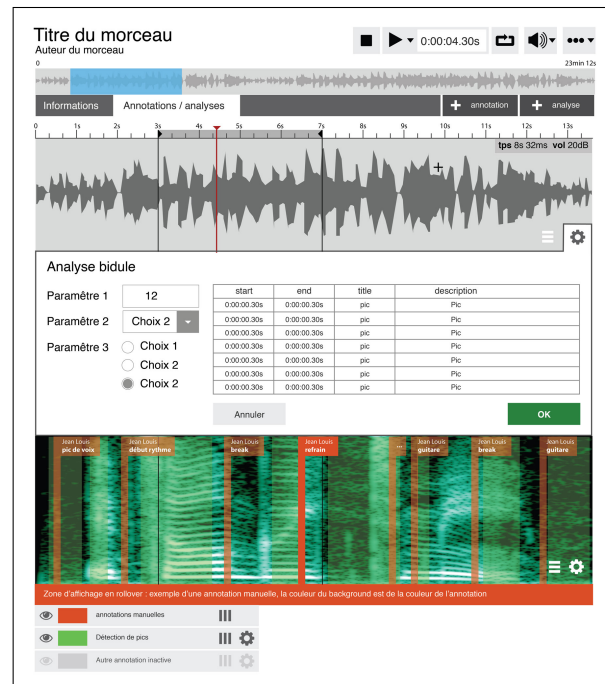 Titre du morceau
Auteur du morceau
0:00:04.30s
0 23min 12s
Informations Annotations / analyses + annotation + analyse
0 1s 2s 3s 4s 5s 6s 7s 8s 9s 10s 11s 12s 13s
tps 8s 32ms vol 20dB
Analyse bidule
Paramêtre 1 12
Paramêtre 2 Choix 2
Paramêtre 3 Choix 1
Choix 2
Choix 2
start end title description
0:00:00.30s 0:00:00.30s pic Pic
0:00:00.30s 0:00:00.30s pic Pic
0:00:00.30s 0:00:00.30s pic Pic
0:00:00.30s 0:00:00.30s pic Pic
0:00:00.30s 0:00:00.30s pic Pic
0:00:00.30s 0:00:00.30s pic Pic
0:00:00.30s 0:00:00.30s pic Pic
Annuler OK
Jean Louis Jean Louis Jean Louis Jean Louis ... Jean Louis Jean Louis Jean Louis
pic de voix début rythme break refrain guitare break guitare
Zone d'affichage en rollover : exemple d'une annotation manuelle, la couleur du background est de la couleur de l'annotation
annotations manuelles
Détection de pics
Autre annotation inactive